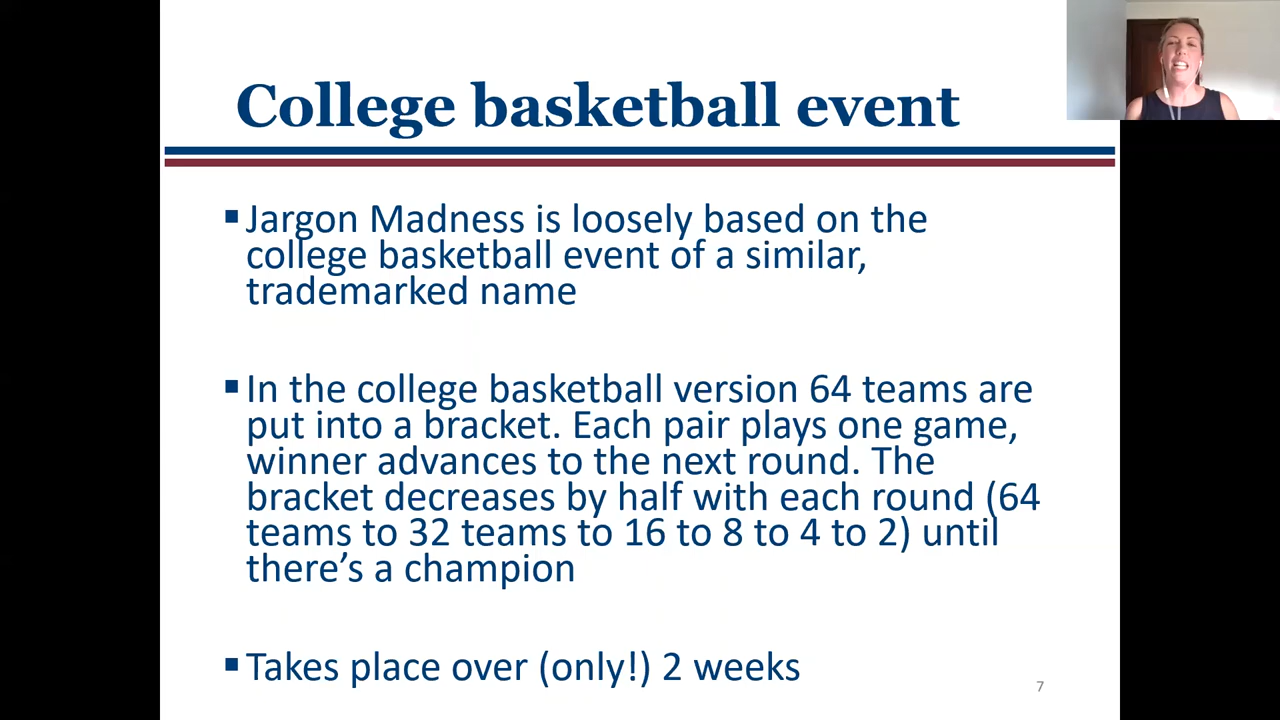 College basketball event
▪Jargon Madness is loosely based on the
college basketball event of a similar,
trademarked name
▪In the college basketball version 64 teams are
put into a bracket. Each pair plays one game,
winner advances to the next round. The
bracket decreases by half with each round (64
teams to 32 teams to 16 to 8 to 4 to 2) until
there’s a champion
▪Takes place over (only!) 2 weeks
7